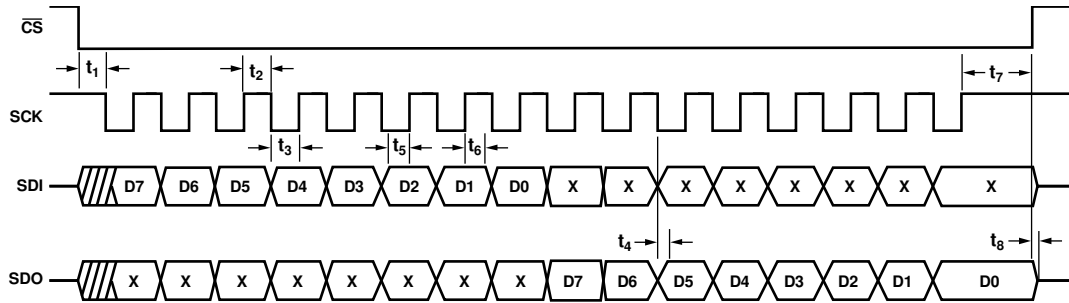 CS
t1 t2 t7
SCK
t3 t5 t6
SDI D7 D6 D5 D4 D3 D2 D1 D0 X X X X X X X X
t4 t8
SDO X X X X X X X X D7 D6 D5 D4 D3 D2 D1 D0